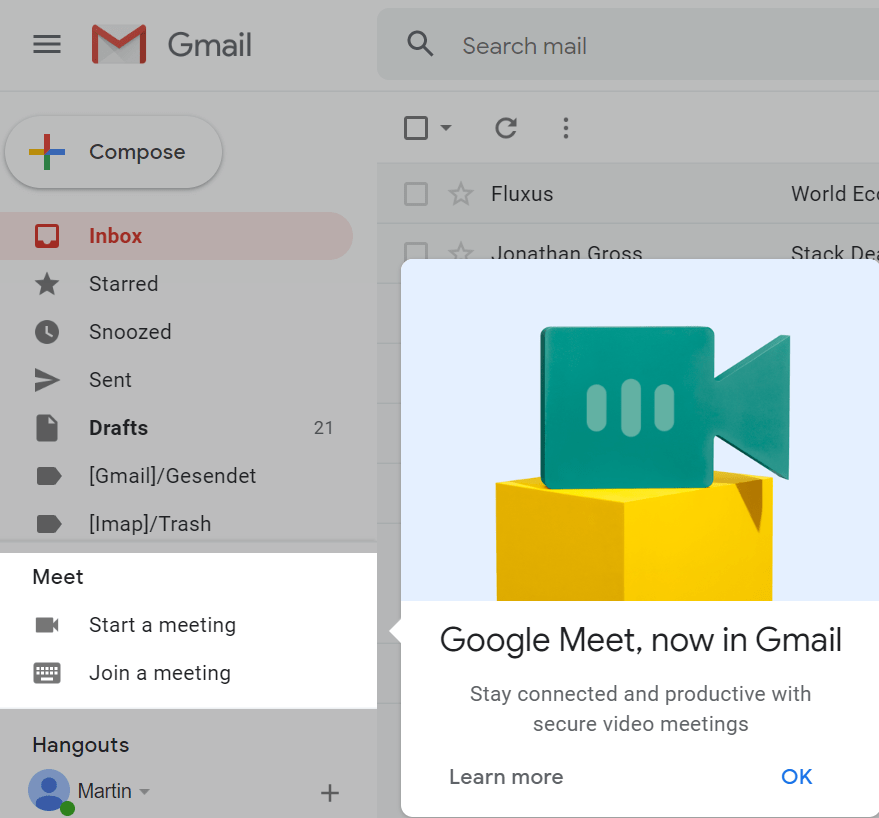 Gmail
Search mail
Compose
Inbox
Starred
Snoozed
Sent
Drafts 21
[Gmail]/Gesendet
[Imap]/Trash
Meet
Start a meeting
Join a meeting
Hangouts
Martin
Fluxus World Eco
Jonathan Gross Stack Dea
Google Meet, now in Gmail
Stay connected and productive with
secure video meetings
Learn more OK